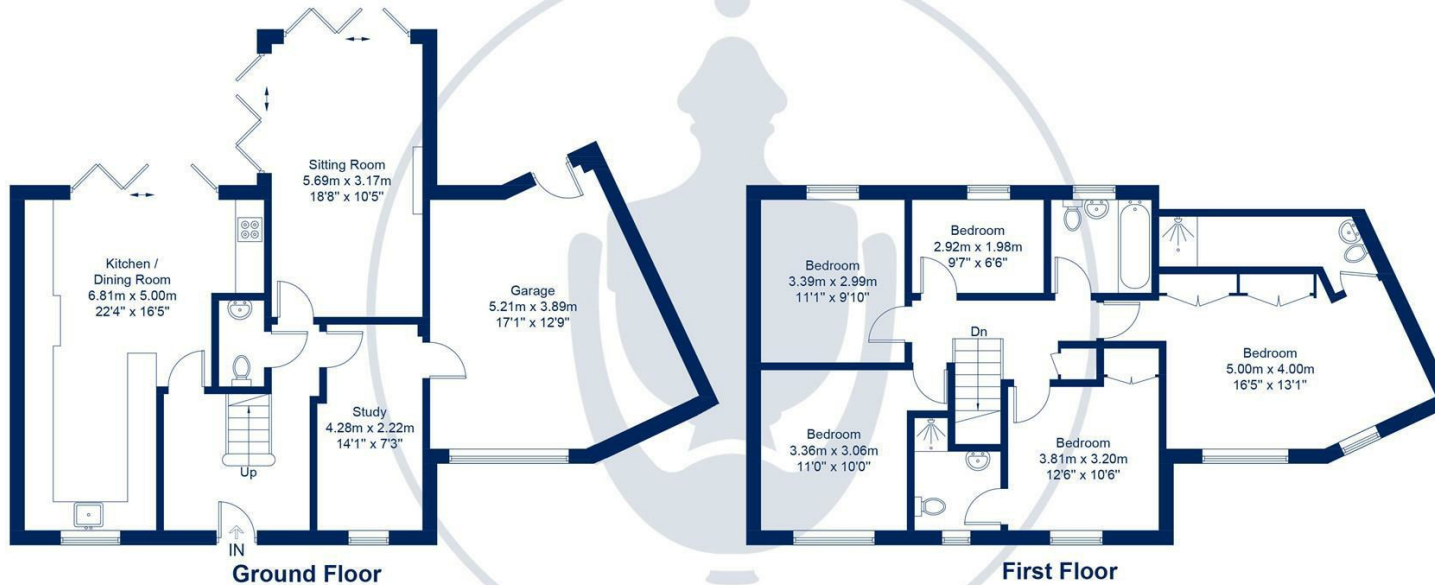 Sitting Room
5.69m x 3.17m
18'8" x 10'5"
Kitchen /
Dining Room
6.81m x 5.00m
22'4" x 16'5"
Garage
5.21m x 3.89m
17'1" x 12'9"
Study
4.28m x 2.22m
14'1" x 7'3"
Up
IN
Ground Floor
Bedroom
2.92m x 1.98m
9'7" x 6'6"
Bedroom
3.39m x 2.99m
11'1" x 9'10"
Dn
Bedroom
5.00m x 4.00m
16'5" x 13'1"
Bedroom
3.36m x 3.06m
11'0" x 10'0"
Bedroom
3.81m x 3.20m
12'6" x 10'6"
First Floor